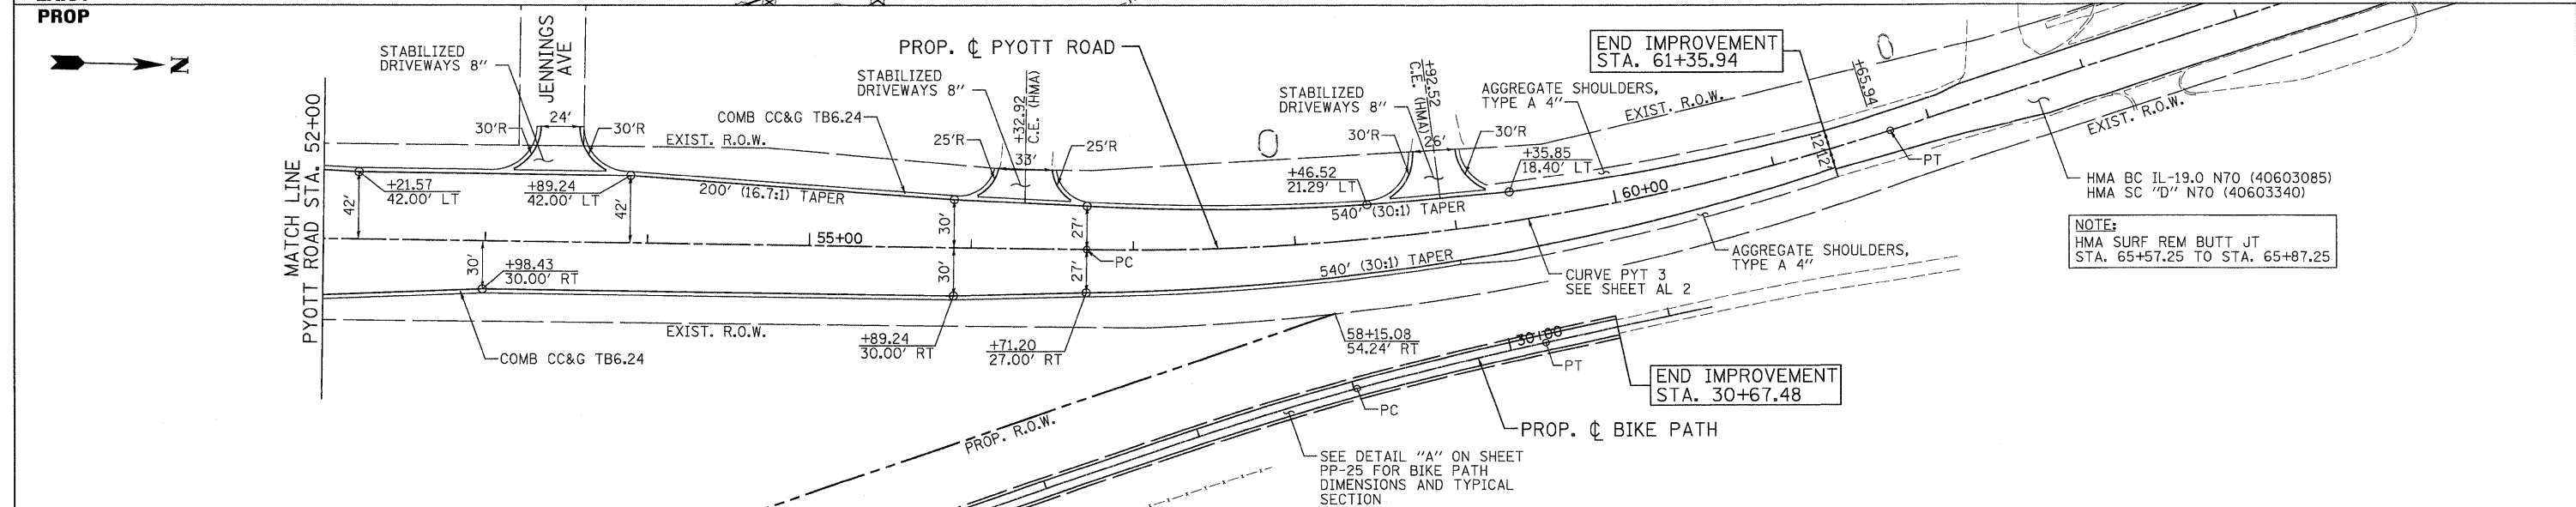 PROP
N
STABILIZED
DRIVEWAYS 8"
JENNINGS
AVE
24'
30'R
30'R
EXIST. R.O.W.
MATCH LINE
PYOTT ROAD STA. 52+00
+21.57
42.00' LT
42'
+89.24
42.00' LT
42'
200' (16.7:1) TAPER
COMB CC&G TB6.24
STABILIZED
DRIVEWAYS 8"
+32.92
C.E. (HMA)
33'
25'R
25'R
PROP. ℄ PYOTT ROAD
30'
+98.43
30.00' RT
55+00
30'
30'
27'
27'
PC
COMB CC&G TB6.24
EXIST. R.O.W.
+89.24
30.00' RT
+71.20
27.00' RT
STABILIZED
DRIVEWAYS 8"
+92.52
C.E. (HMA)
26'
30'R
30'R
+46.52
21.29' LT
540' (30:1) TAPER
540' (30:1) TAPER
AGGREGATE SHOULDERS,
TYPE A 4"
+35.85
18.40' LT
EXIST. R.O.W.
END IMPROVEMENT
STA. 61+35.94
+65.94
60+00
12'
12'
PT
EXIST. R.O.W.
HMA BC IL-19.0 N70 (40603085)
HMA SC "D" N70 (40603340)
NOTE:
HMA SURF REM BUTT JT
STA. 65+57.25 TO STA. 65+87.25
AGGREGATE SHOULDERS,
TYPE A 4"
CURVE PYT 3
SEE SHEET AL 2
58+15.08
54.24' RT
30+00
PT
PC
END IMPROVEMENT
STA. 30+67.48
PROP. ℄ BIKE PATH
PROP. R.O.W.
SEE DETAIL "A" ON SHEET
PP-25 FOR BIKE PATH
DIMENSIONS AND TYPICAL
SECTION